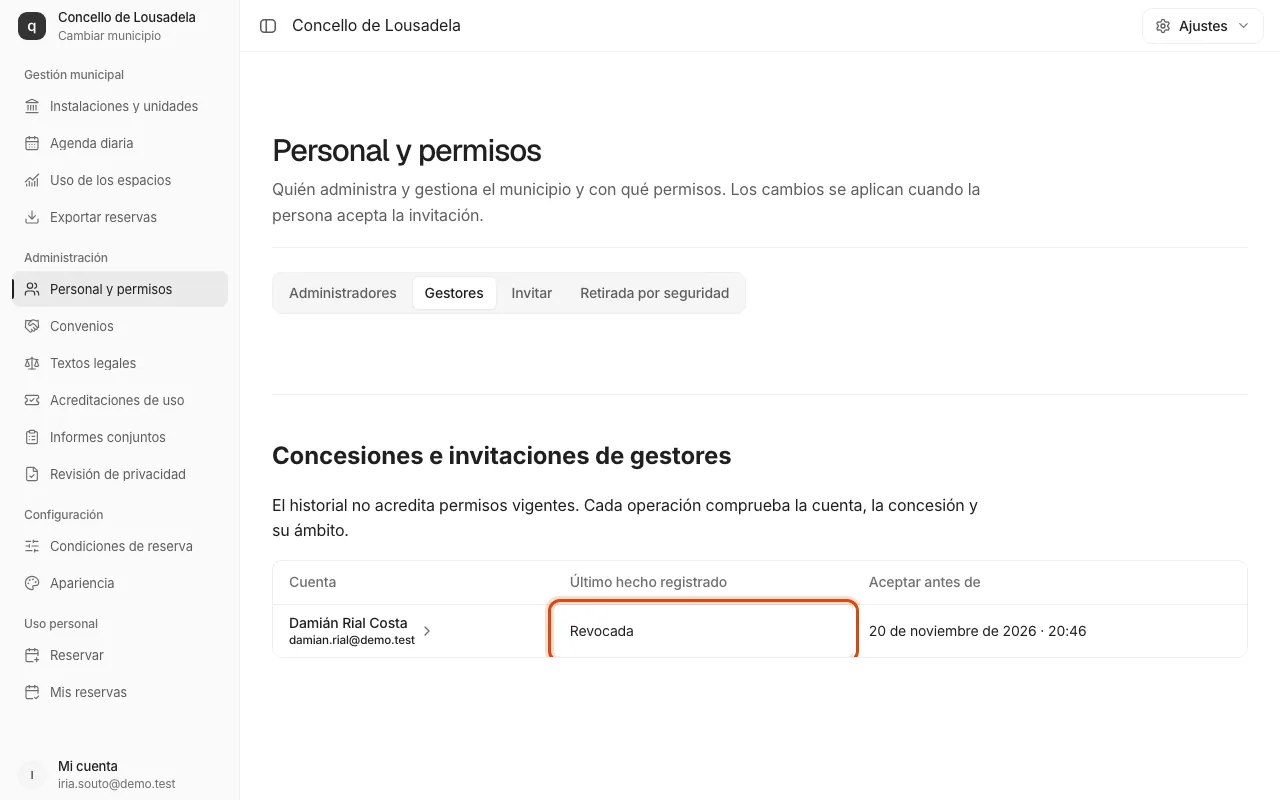 q
Concello de Lousadela
Cambiar municipio
Gestión municipal
Instalaciones y unidades
Agenda diaria
Uso de los espacios
Exportar reservas
Administración
Personal y permisos
Convenios
Textos legales
Acreditaciones de uso
Informes conjuntos
Revisión de privacidad
Configuración
Condiciones de reserva
Apariencia
Uso personal
Reservar
Mis reservas
I
Mi cuenta
iria.souto@demo.test
Concello de Lousadela
Ajustes
Personal y permisos
Quién administra y gestiona el municipio y con qué permisos. Los cambios se aplican cuando la
persona acepta la invitación.
Administradores
Gestores
Invitar
Retirada por seguridad
Concesiones e invitaciones de gestores
El historial no acredita permisos vigentes. Cada operación comprueba la cuenta, la concesión y
su ámbito.
Cuenta
Último hecho registrado
Aceptar antes de
Damián Rial Costa
damian.rial@demo.test
Revocada
20 de noviembre de 2026 · 20:46